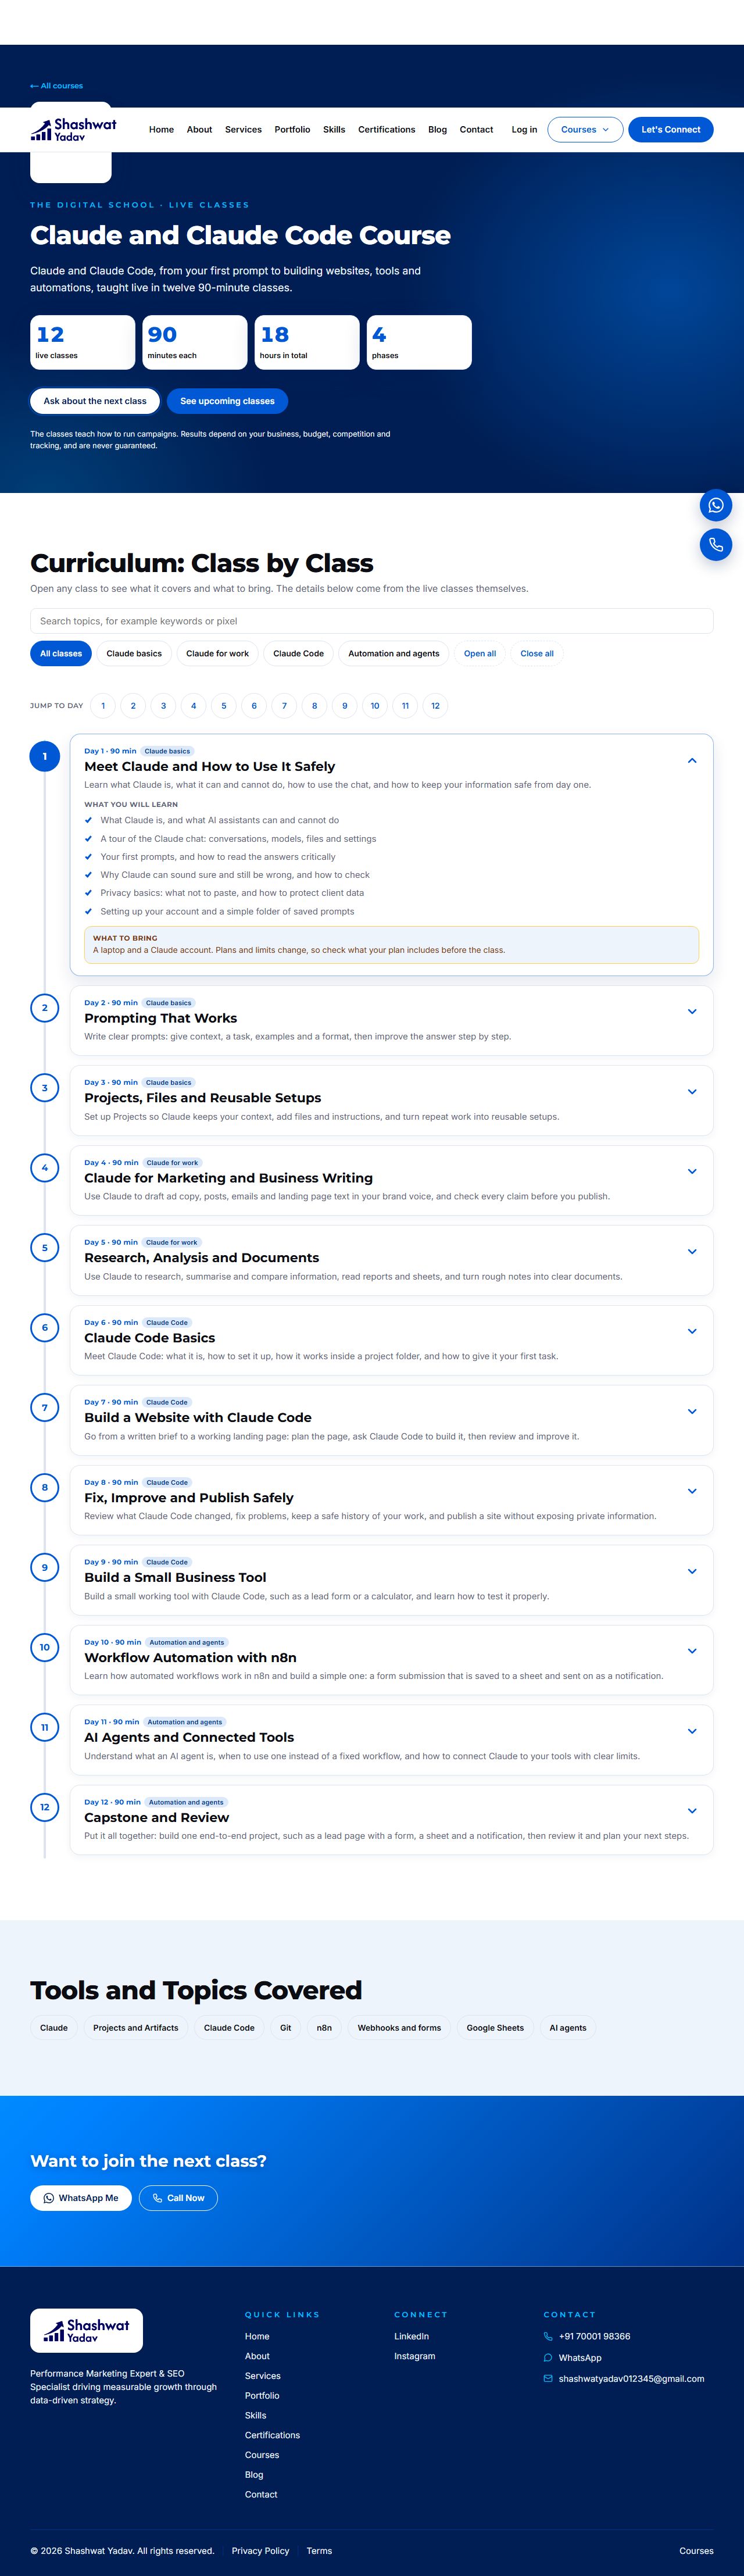 ← All courses
Shashwat
Yadav
Home About Services Portfolio Skills Certifications Blog Contact Log in Courses Let's Connect
THE DIGITAL SCHOOL · LIVE CLASSES
Claude and Claude Code Course
Claude and Claude Code, from your first prompt to building websites, tools and
automations, taught live in twelve 90-minute classes.
12 90 18 4
live classes minutes each hours in total phases
Ask about the next class See upcoming classes
The classes teach how to run campaigns. Results depend on your business, budget, competition and
tracking, and are never guaranteed.
Curriculum: Class by Class
Open any class to see what it covers and what to bring. The details below come from the live classes themselves.
Search topics, for example keywords or pixel
All classes Claude basics Claude for work Claude Code Automation and agents Open all Close all
JUMP TO DAY 1 2 3 4 5 6 7 8 9 10 11 12
1
Day 1 · 90 min Claude basics
Meet Claude and How to Use It Safely
Learn what Claude is, what it can and cannot do, how to use the chat, and how to keep your information safe from day one.
WHAT YOU WILL LEARN
What Claude is, and what AI assistants can and cannot do
A tour of the Claude chat: conversations, models, files and settings
Your first prompts, and how to read the answers critically
Why Claude can sound sure and still be wrong, and how to check
Privacy basics: what not to paste, and how to protect client data
Setting up your account and a simple folder of saved prompts
WHAT TO BRING
A laptop and a Claude account. Plans and limits change, so check what your plan includes before the class.
2
Day 2 · 90 min Claude basics
Prompting That Works
Write clear prompts: give context, a task, examples and a format, then improve the answer step by step.
3
Day 3 · 90 min Claude basics
Projects, Files and Reusable Setups
Set up Projects so Claude keeps your context, add files and instructions, and turn repeat work into reusable setups.
4
Day 4 · 90 min Claude for work
Claude for Marketing and Business Writing
Use Claude to draft ad copy, posts, emails and landing page text in your brand voice, and check every claim before you publish.
5
Day 5 · 90 min Claude for work
Research, Analysis and Documents
Use Claude to research, summarise and compare information, read reports and sheets, and turn rough notes into clear documents.
6
Day 6 · 90 min Claude Code
Claude Code Basics
Meet Claude Code: what it is, how to set it up, how it works inside a project folder, and how to give it your first task.
7
Day 7 · 90 min Claude Code
Build a Website with Claude Code
Go from a written brief to a working landing page: plan the page, ask Claude Code to build it, then review and improve it.
8
Day 8 · 90 min Claude Code
Fix, Improve and Publish Safely
Review what Claude Code changed, fix problems, keep a safe history of your work, and publish a site without exposing private information.
9
Day 9 · 90 min Claude Code
Build a Small Business Tool
Build a small working tool with Claude Code, such as a lead form or a calculator, and learn how to test it properly.
10
Day 10 · 90 min Automation and agents
Workflow Automation with n8n
Learn how automated workflows work in n8n and build a simple one: a form submission that is saved to a sheet and sent on as a notification.
11
Day 11 · 90 min Automation and agents
AI Agents and Connected Tools
Understand what an AI agent is, when to use one instead of a fixed workflow, and how to connect Claude to your tools with clear limits.
12
Day 12 · 90 min Automation and agents
Capstone and Review
Put it all together: build one end-to-end project, such as a lead page with a form, a sheet and a notification, then review it and plan your next steps.
Tools and Topics Covered
Claude Projects and Artifacts Claude Code Git n8n Webhooks and forms Google Sheets AI agents
Want to join the next class?
WhatsApp Me Call Now
Shashwat
Yadav
Performance Marketing Expert & SEO
Specialist driving measurable growth through
data-driven strategy.
QUICK LINKS
Home
About
Services
Portfolio
Skills
Certifications
Courses
Blog
Contact
CONNECT
LinkedIn
Instagram
CONTACT
+91 70001 98366
WhatsApp
shashwatyadav012345@gmail.com
© 2026 Shashwat Yadav. All rights reserved. Privacy Policy Terms Courses